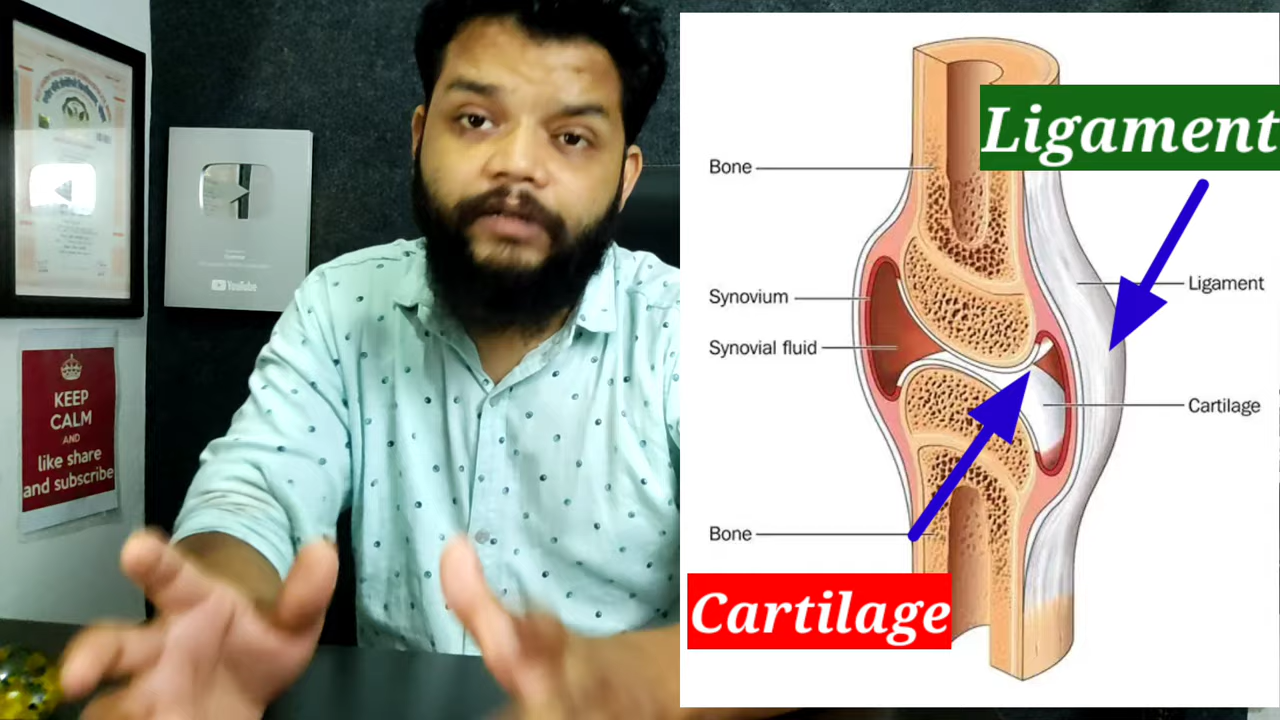 YouTube
KEEP
CALM
AND
like share
and subscribe
Ligament
Bone
Synovium
Ligament
Synovial fluid
Cartilage
Bone
Cartilage